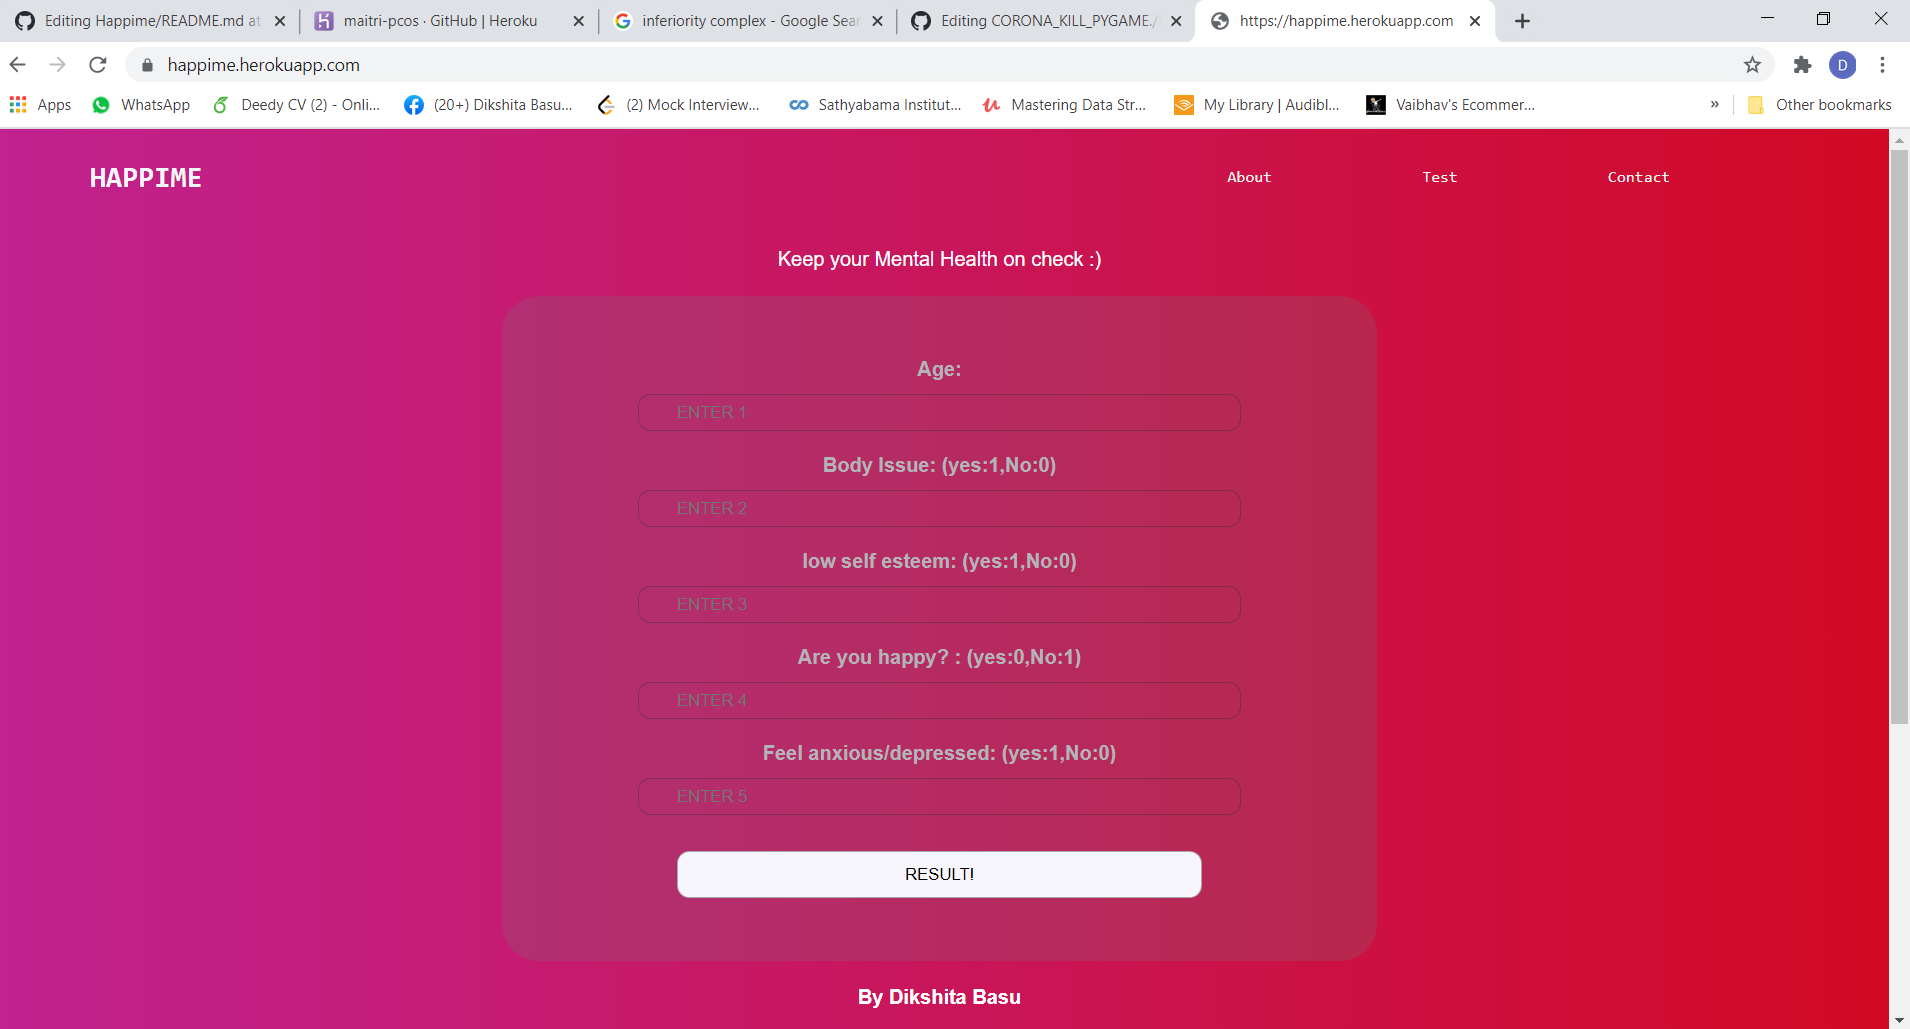 Editing Happime/README.md at
maitri-pcos · GitHub | Heroku
inferiority complex - Google Sear
Editing CORONA_KILL_PYGAME./
https://happime.herokuapp.com
happime.herokuapp.com
D
Apps
WhatsApp
Deedy CV (2) - Onli...
(20+) Dikshita Basu...
(2) Mock Interview...
Sathyabama Institut...
Mastering Data Str...
My Library | Audibl...
Vaibhav's Ecommer...
»
Other bookmarks
HAPPIME
About
Test
Contact
Keep your Mental Health on check :)
Age:
ENTER 1
Body Issue: (yes:1,No:0)
ENTER 2
low self esteem: (yes:1,No:0)
ENTER 3
Are you happy? : (yes:0,No:1)
ENTER 4
Feel anxious/depressed: (yes:1,No:0)
ENTER 5
RESULT!
By Dikshita Basu